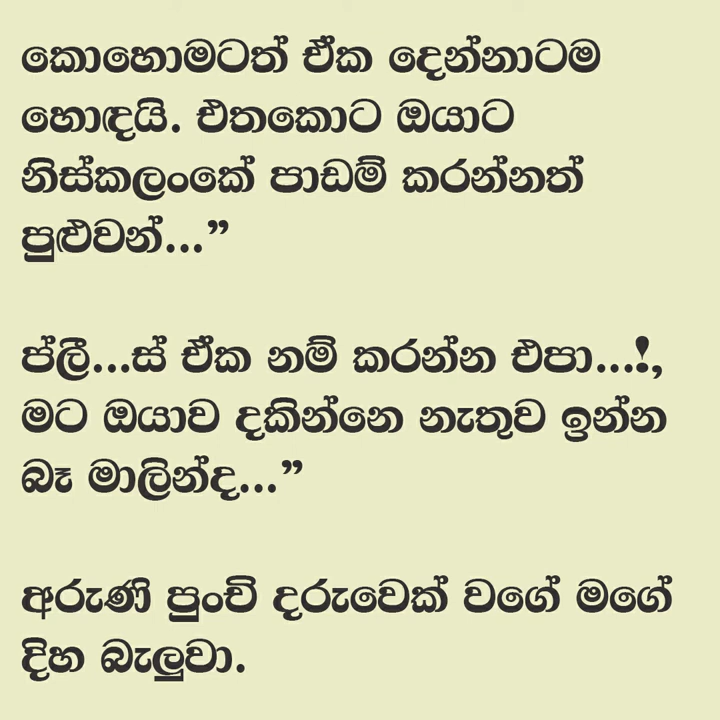 කොහොමටත් ඒක දෙන්නාටම
හොඳයි. එතකොට ඔයාට
නිස්කලංකේ පාඩම් කරන්නත්
පුළුවන්...”
ප්ලී...ස් ඒක නම් කරන්න එපා...!,
මට ඔයාව දකින්නෙ නැතුව ඉන්න
බෑ මාලින්ද...”
අරුණි පුංචි දරුවෙක් වගේ මගේ
දිහ බැලුවා.